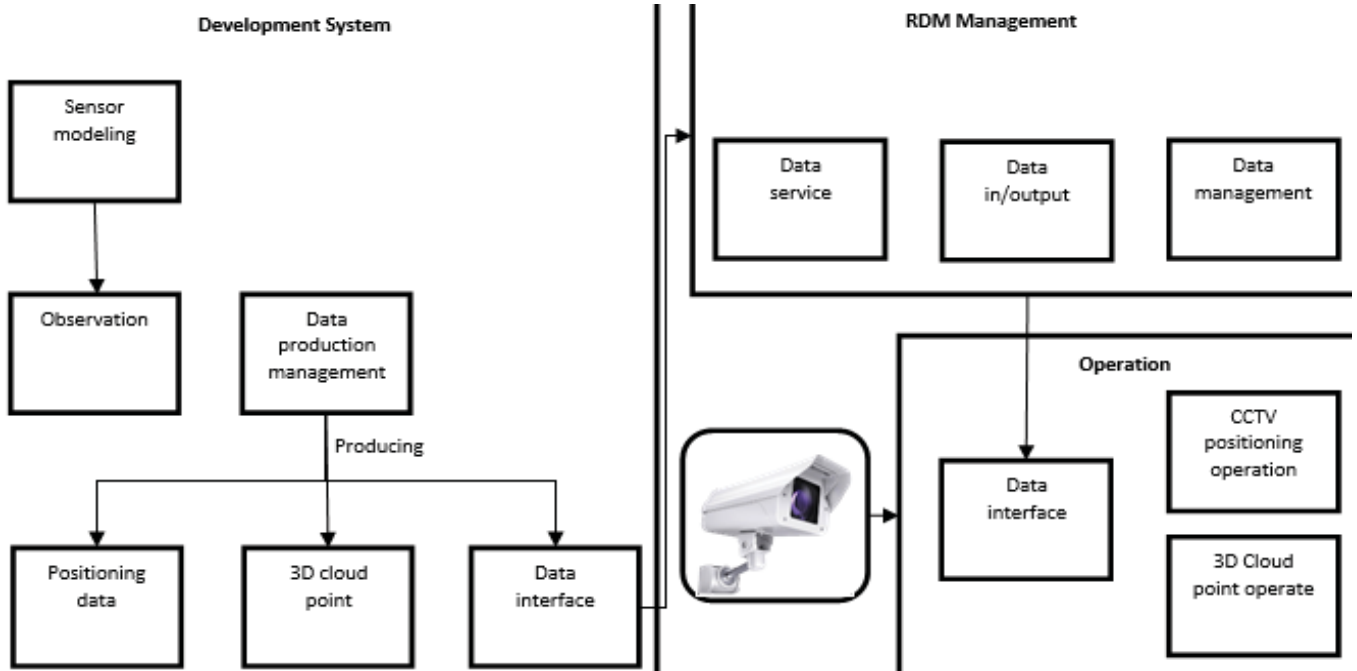 Development System
Sensor
modeling
Observation
Data
production
management
Producing
Positioning
data
3D cloud
point
Data
interface
RDM Management
Data
service
Data
in/output
Data
management
Operation
Data
interface
CCTV
positioning
operation
3D Cloud
point operate